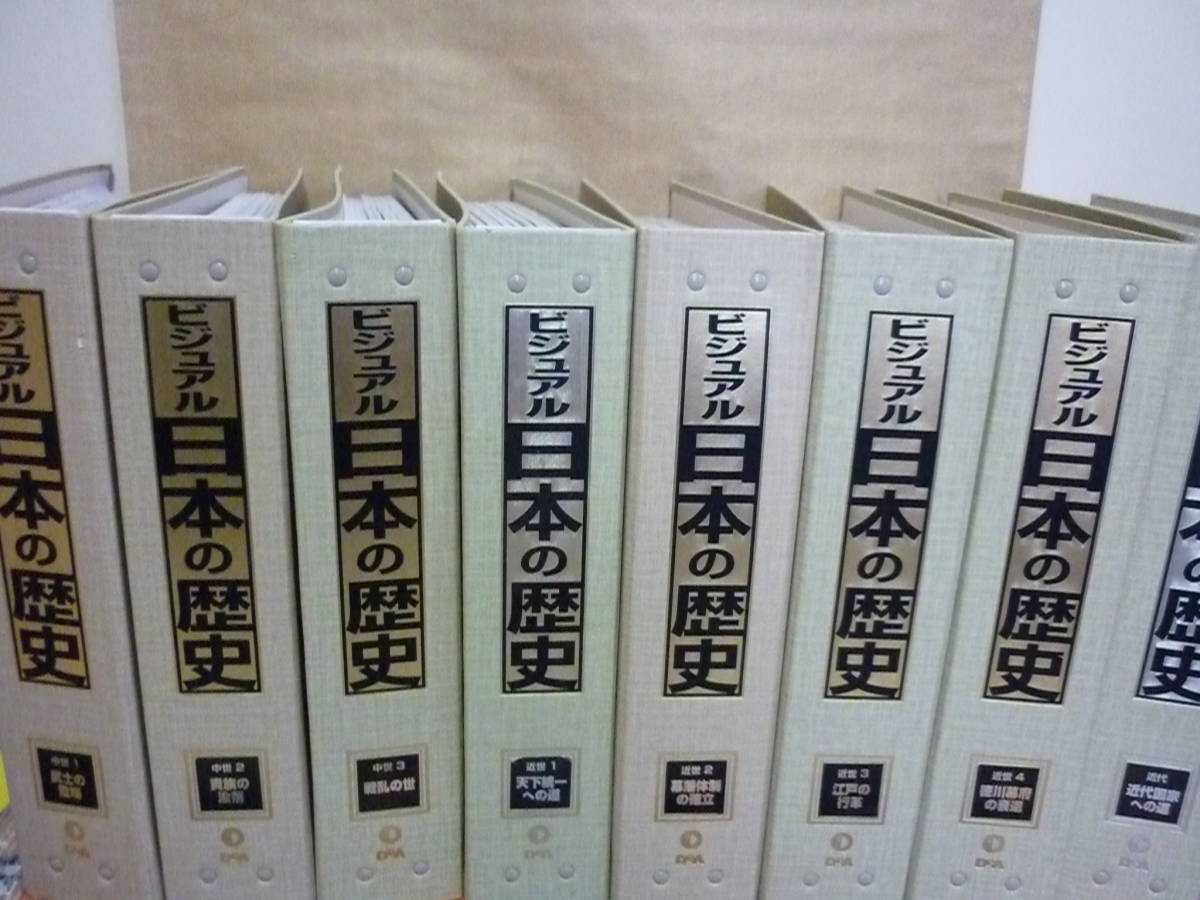 ビジュアル
日本の歴史
中世 1
武士の
ビジュアル
日本の歴史
中世 2
貴族の
ビジュアル
日本の歴史
中世 3
戦乱の世
ビジュアル
日本の歴史
近世 1
天下統一
への道
ビジュアル
日本の歴史
近世 2
幕藩体制
の確立
ビジュアル
日本の歴史
近世 3
江戸の
行革
ビジュアル
日本の歴史
近世 4
徳川幕府
の衰退
本の歴史
近代
近代国家
への道